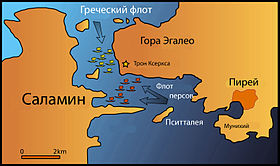 Греческий флот
Гора Эгалео
Трон Ксеркса
Саламин
Флот
персов
Пирей
Мунихий
Пситталея
0 2km